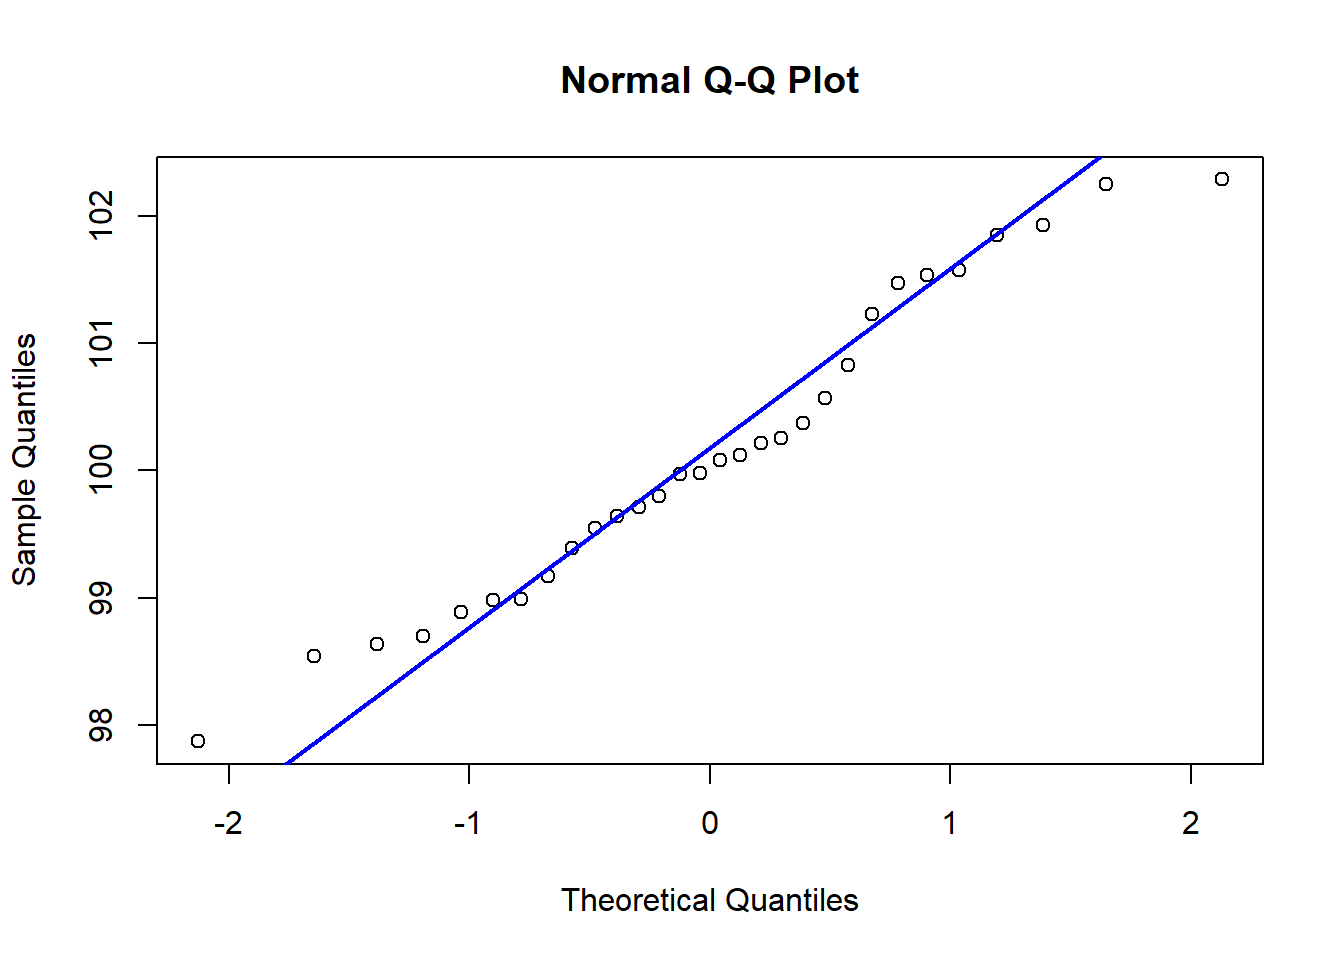 Normal Q-Q Plot
Sample Quantiles
102
101
100
99
98
-2 -1 0 1 2
Theoretical Quantiles